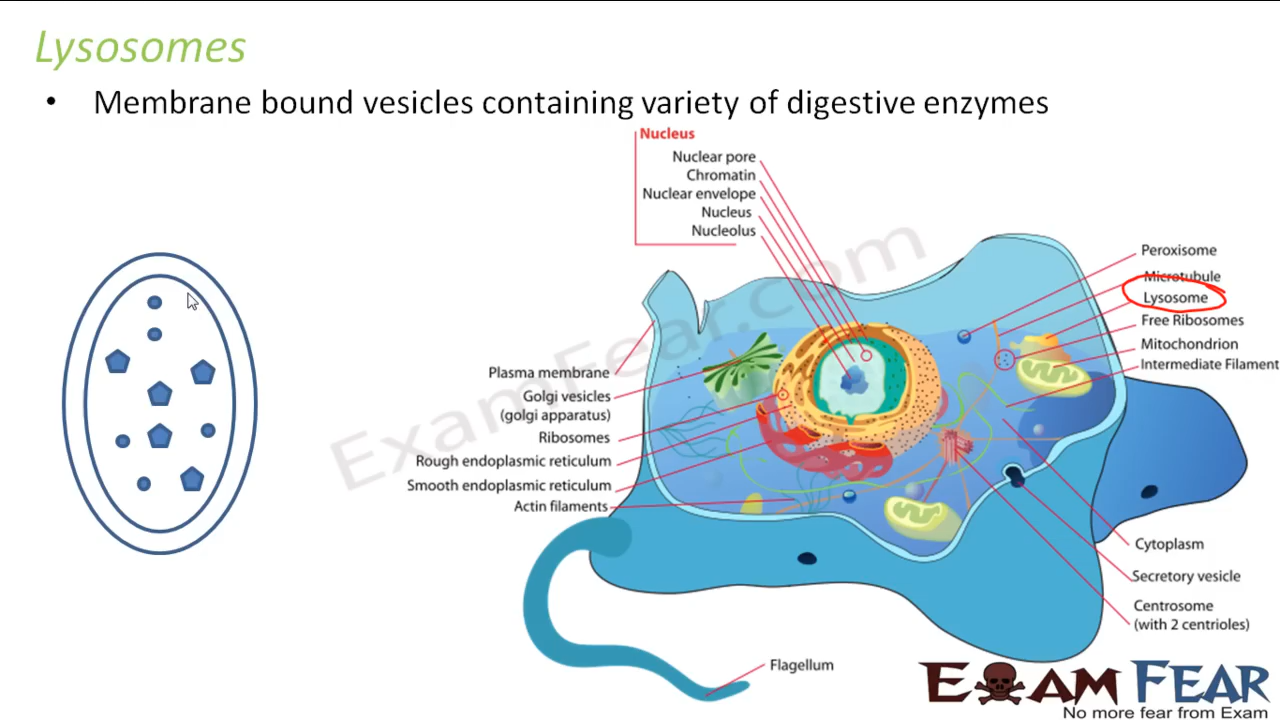 Lysosomes
• Membrane bound vesicles containing variety of digestive enzymes
Nucleus
Nuclear pore
Chromatin
Nuclear envelope
Nucleus
Nucleolus
Peroxisome
Microtubule
Lysosome
Free Ribosomes
Mitochondrion
Intermediate Filament
Plasma membrane
Golgi vesicles
(golgi apparatus)
Ribosomes
Rough endoplasmic reticulum
Smooth endoplasmic reticulum
Actin filaments
Cytoplasm
Secretory vesicle
Centrosome
(with 2 centrioles)
Flagellum
ExamFear.com
EXAM FEAR
No more fear from Exam